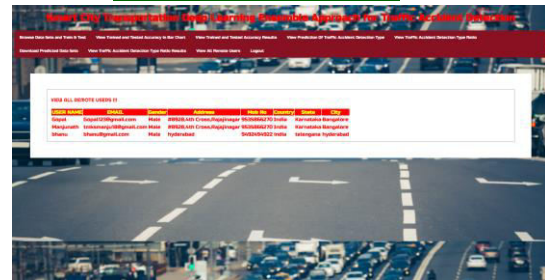 Smart City Transportation Deep Learning Ensemble Approach for Traffic Accident Detection
Browse Data Sets and Train & Test View Trained and Tested Accuracy in Bar Chart View Trained and Tested Accuracy Results View Prediction Of Traffic Accident Detection Type View Traffic Accident Detection Type Ratio
Download Predicted Data Sets View Traffic Accident Detection Type Ratio Results View All Remote Users Logout
VIEW ALL REMOTE USERS !!!
USER NAME EMAIL Gender Address Mob No Country State City
Gopal Gopal123@gmail.com Male #8928,4th Cross,Rajajinagar 9535866270 India Karnataka Bangalore
Manjunath tmksmanju13@gmail.com Male #8928,4th Cross,Rajajinagar 9535866270 India Karnataka Bangalore
bhanu bhanu@gmail.com Male hyderabad India telangana hyderabad